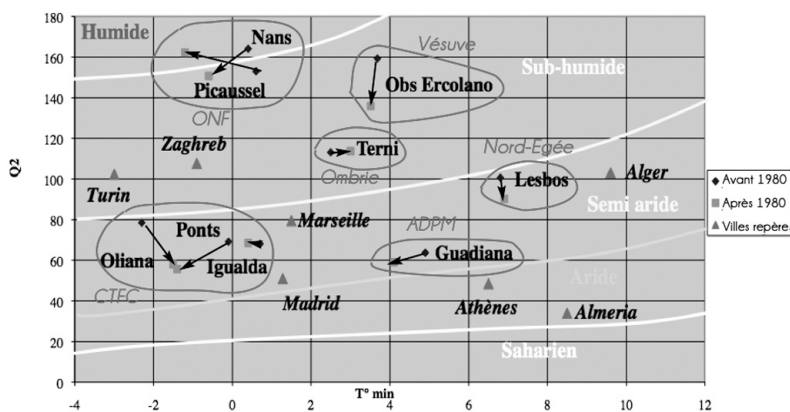 180
160
140
120
100
80
60
40
20
0
Q2
-4
-2
0
2
4
6
8
10
12
T° min
Humide
Nans
Vésuve
Sub-humide
Picaussel
Obs Ercolano
ONF
Zaghreb
Terni
Nord-Egée
Turin
Ombrie
Lesbos
Alger
Semi aride
Ponts
Marseille
ADPM
Oliana
Igualda
Guadiana
CTFC
Madrid
Athènes
Aride
Almeria
Saharien
Avant 1980
Après 1980
Villes repères